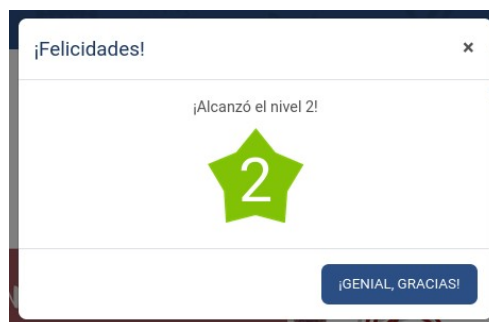 ¡Felicidades!
×
¡Alcanzó el nivel 2!
2
¡GENIAL, GRACIAS!